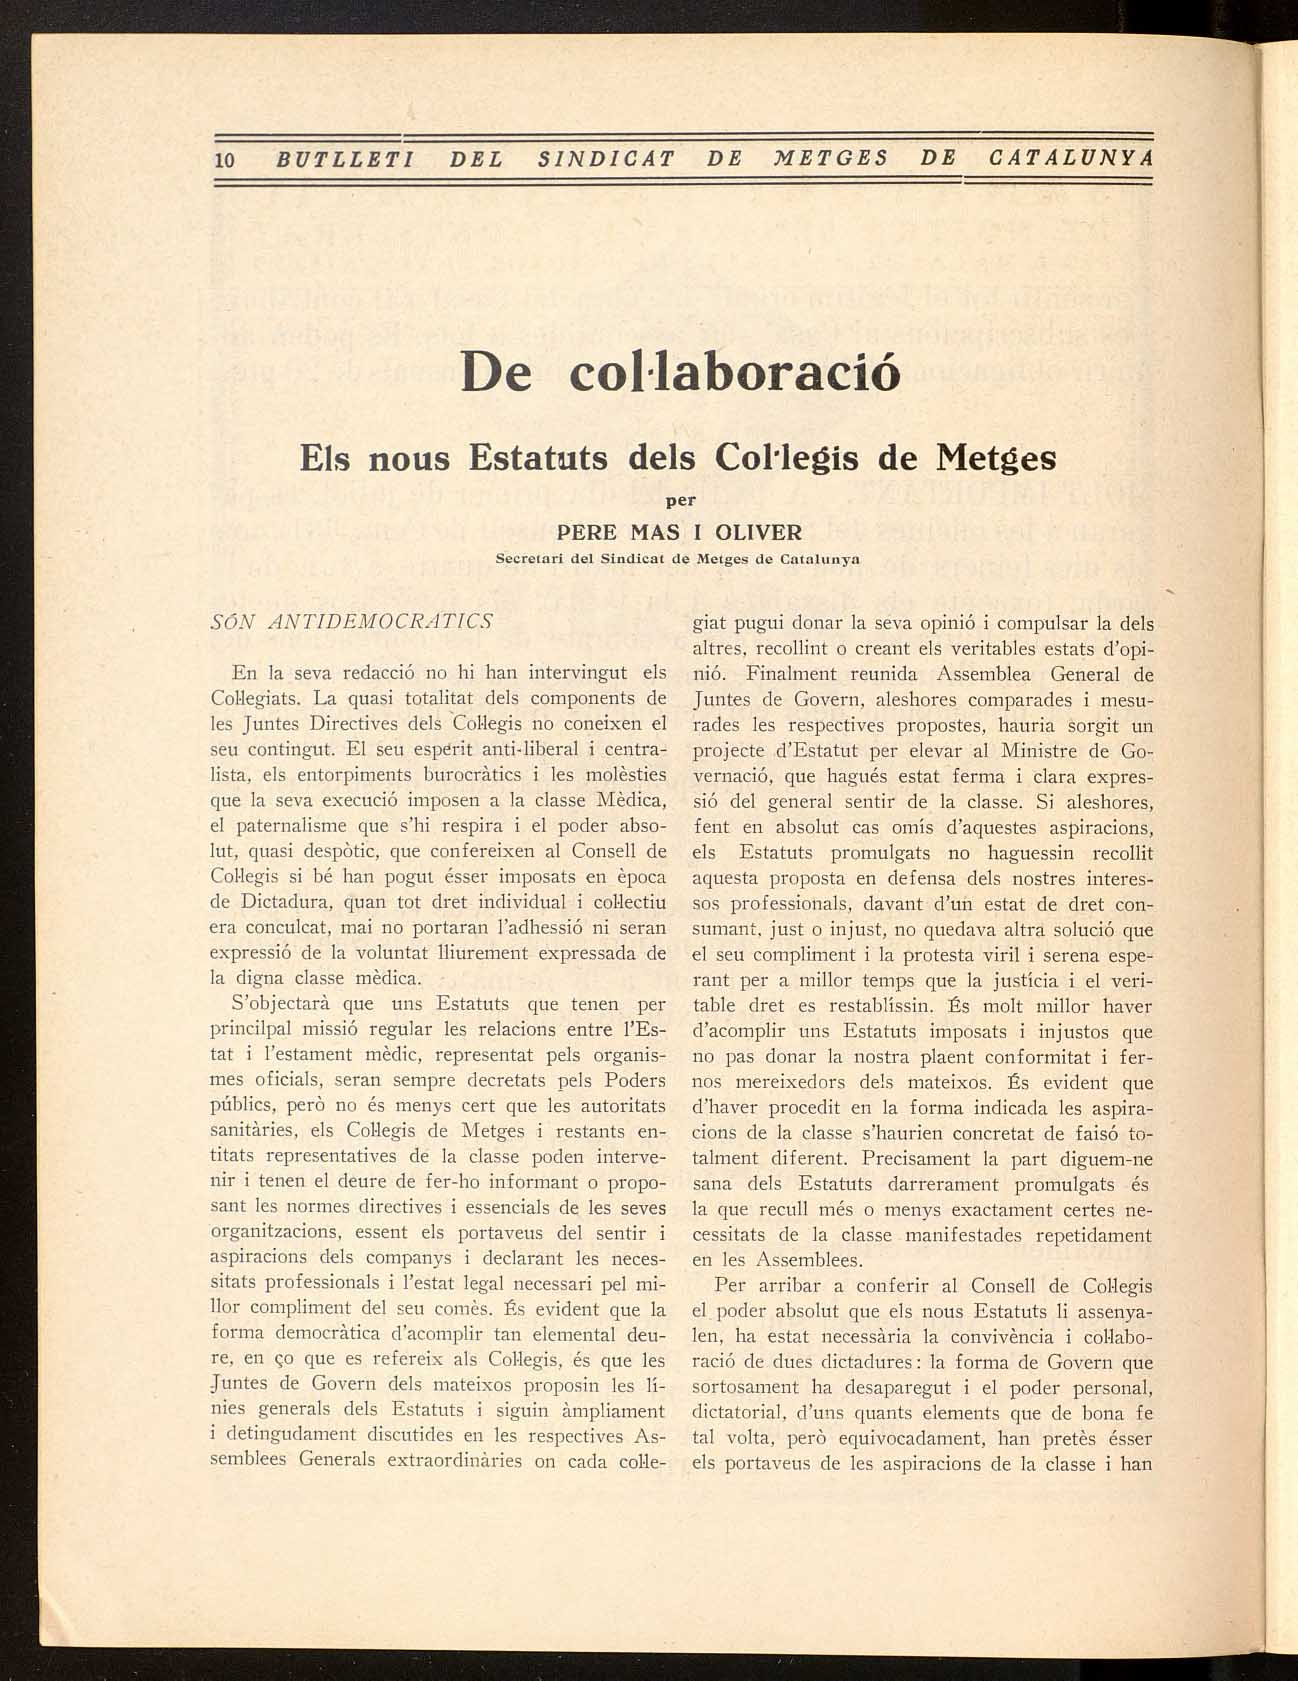 10 BUTLLETÍ DEL SINDICAT DE METGES DE CATALUNYA
De col·laboració
Els nous Estatuts dels Col·legis de Metges
per
PERE MAS I OLIVER
Secretari del Sindicat de Metges de Catalunya
SÓN ANTIDEMOCRATICS
En la seva redacció no hi han intervingut els
Col·legiats. La quasi totalitat dels components de
les Juntes Directives dels Col·legis no coneixen el
seu contingut. El seu esperit anti-liberal i centra-
lista, els entorpiments burocràtics i les molèsties
que la seva execució imposen a la classe Mèdica,
el paternalisme que s'hi respira i el poder abso-
lut, quasi despòtic, que confereixen al Consell de
Col·legis si bé han pogut ésser imposats en època
de Dictadura, quan tot dret individual i col·lectiu
era conculcat, mai no portaran l'adhessió ni seran
expressió de la voluntat lliurement expressada de
la digna classe mèdica.
S'objectarà que uns Estatuts que tenen per
princilpal missió regular les relacions entre l'Es-
tat i l'estament mèdic, representat pels organis-
mes oficials, seran sempre decretats pels Poders
públics, però no és menys cert que les autoritats
sanitàries, els Col·legis de Metges i restants en-
titats representatives de la classe poden interve-
nir i tenen el deure de fer-ho informant o propo-
sant les normes directives i essencials de les seves
organitzacions, essent els portaveus del sentir i
aspiracions dels companys i declarant les neces-
sitats professionals i l'estat legal necessari pel mi-
llor compliment del seu comès. És evident que la
forma democràtica d'acomplir tan elemental deu-
re, en ço que es refereix als Col·legis, és que les
Juntes de Govern dels mateixos proposin les lí-
nies generals dels Estatuts i siguin àmpliament
i detingudament discutides en les respectives As-
semblees Generals extraordinàries on cada col·le-
giat pugui donar la seva opinió i compulsar la dels
altres, recollint o creant els veritables estats d'opi-
nió. Finalment reunida Assemblea General de
Juntes de Govern, aleshores comparades i mesu-
rades les respectives propostes, hauria sorgit un
projecte d'Estatut per elevar al Ministre de Go-
vernació, que hagués estat ferma i clara expres-
sió del general sentir de la classe. Si aleshores,
fent en absolut cas omís d'aquestes aspiracions,
els Estatuts promulgats no haguessin recollit
aquesta proposta en defensa dels nostres interes-
sos professionals, davant d'un estat de dret con-
sumant, just o injust, no quedava altra solució que
el seu compliment i la protesta viril i serena espe-
rant per a millor temps que la justícia i el veri-
table dret es restablíssin. És molt millor haver
d'acomplir uns Estatuts imposats i injustos que
no pas donar la nostra plaent conformitat i fer-
nos mereixedors dels mateixos. És evident que
d'haver procedit en la forma indicada les aspira-
cions de la classe s'haurien concretat de faisó to-
talment diferent. Precisament la part diguem-ne
sana dels Estatuts darrerament promulgats és
la que recull més o menys exactament certes ne-
cessitats de la classe manifestades repetidament
en les Assemblees.
Per arribar a conferir al Consell de Col·legis
el poder absolut que els nous Estatuts li assenya-
len, ha estat necessària la convivència i col·labo-
ració de dues dictadures: la forma de Govern que
sortosament ha desaparegut i el poder personal,
dictatorial, d'uns quants elements que de bona fe
tal volta, però equivocadament, han pretès ésser
els portaveus de les aspiracions de la classe i han